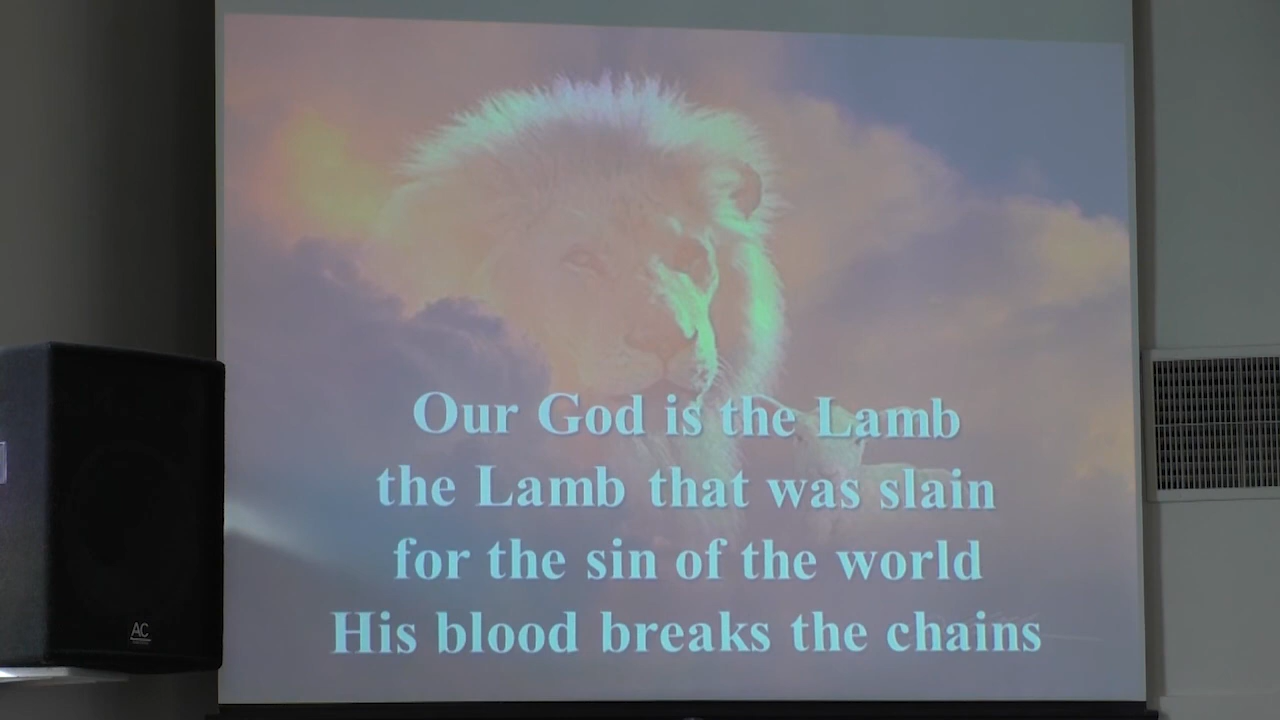 Our God is the Lamb
the Lamb that was slain
for the sin of the world
His blood breaks the chains
AC